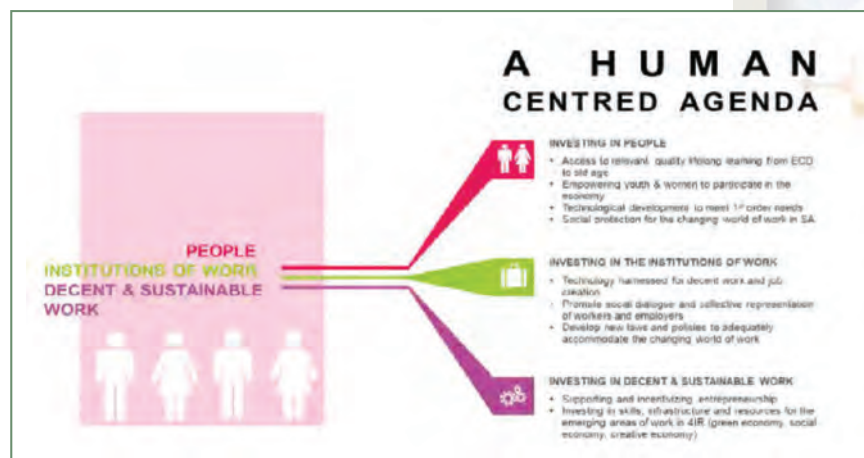 A HUMAN
CENTRED AGENDA
PEOPLE
INSTITUTIONS OF WORK
DECENT & SUSTAINABLE
WORK
INVESTING IN PEOPLE
• Access to relevant, quality lifelong learning from ECD
to old age
• Empowering youth & women to participate in the
economy
• Technological development to meet 1st order needs
• Social protection for the changing world of work in SA
INVESTING IN THE INSTITUTIONS OF WORK
• Technology harnessed for decent work and job
creation
• Promote social dialogue and collective representation
of workers and employers
• Develop new laws and policies to adequately
accommodate the changing world of work
INVESTING IN DECENT & SUSTAINABLE WORK
• Supporting and incentivizing entrepreneurship
• Investing in skills, infrastructure and resources for the
emerging areas of work in 4IR (green economy, social
economy, creative economy)